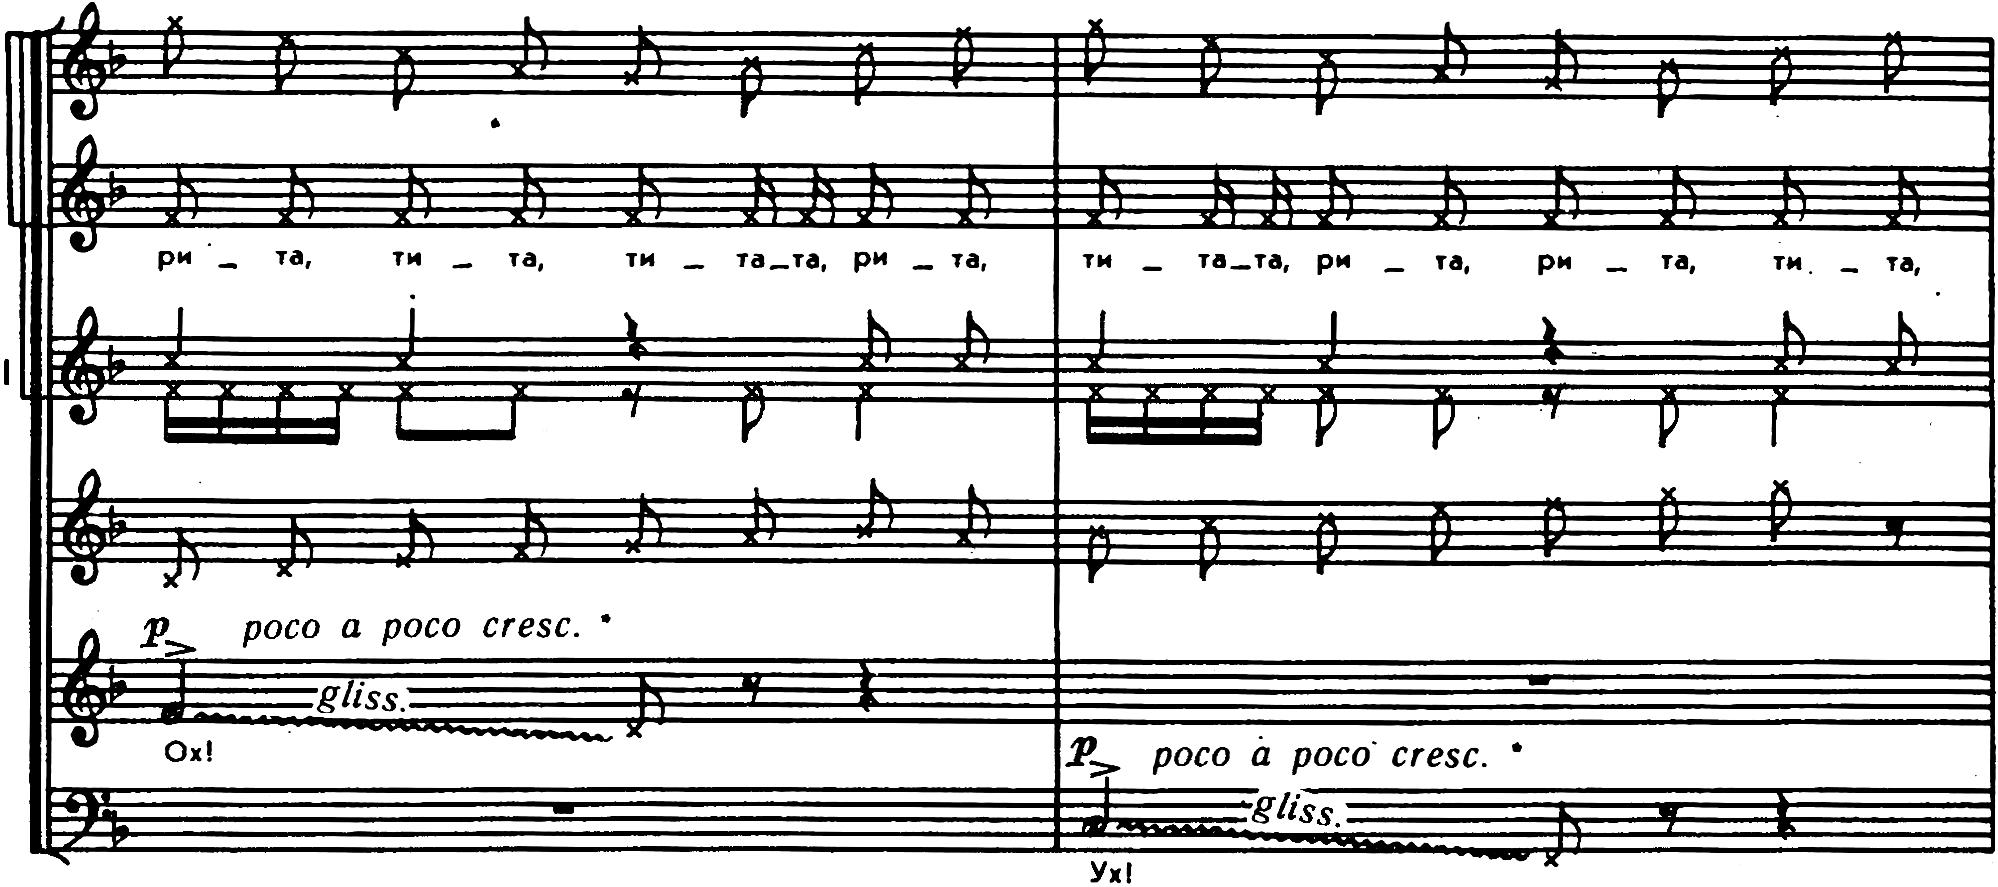 ри – та, ти – та, ти – та–та, ри – та, ти – та–та, ри – та, ри – та, ти – та,
p poco a poco cresc.
gliss.
Ох!
p poco a poco cresc.
gliss.
Ух!